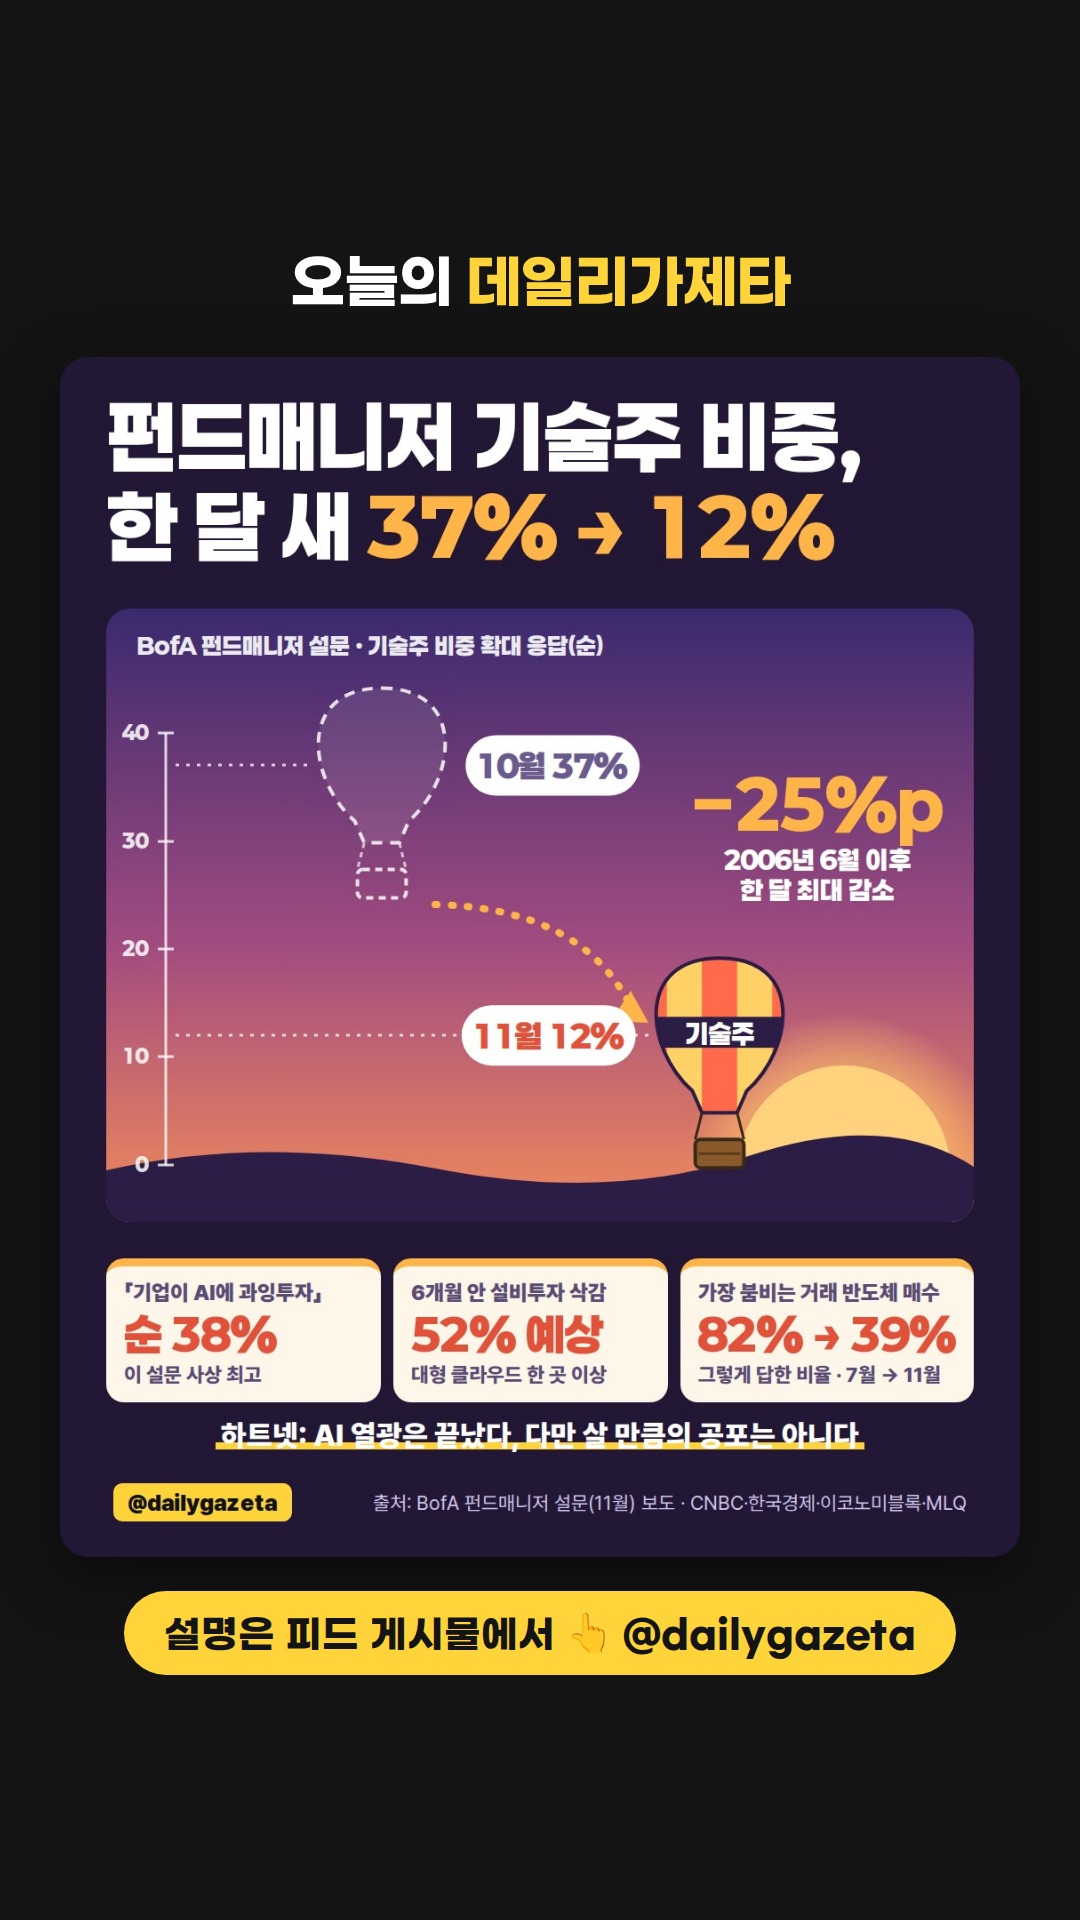 오늘의 데일리가제타
펀드매니저 기술주 비중,
한 달 새 37% → 12%
BofA 펀드매니저 설문 · 기술주 비중 확대 응답(순)
40
10월 37%
30
-25%p
2006년 6월 이후
한 달 최대 감소
20
11월 12%
기술주
10
0
「기업이 AI에 과잉투자」
순 38%
이 설문 사상 최고
6개월 안 설비투자 삭감
52% 예상
대형 클라우드 한 곳 이상
가장 붐비는 거래 반도체 매수
82% → 39%
그렇게 답한 비율 · 7월 → 11월
하트넷: AI 열광은 끝났다, 다만 살 만큼의 공포는 아니다
@dailygazeta
출처: BofA 펀드매니저 설문(11월) 보도 · CNBC·한국경제·이코노미블록·MLQ
설명은 피드 게시물에서 👆 @dailygazeta